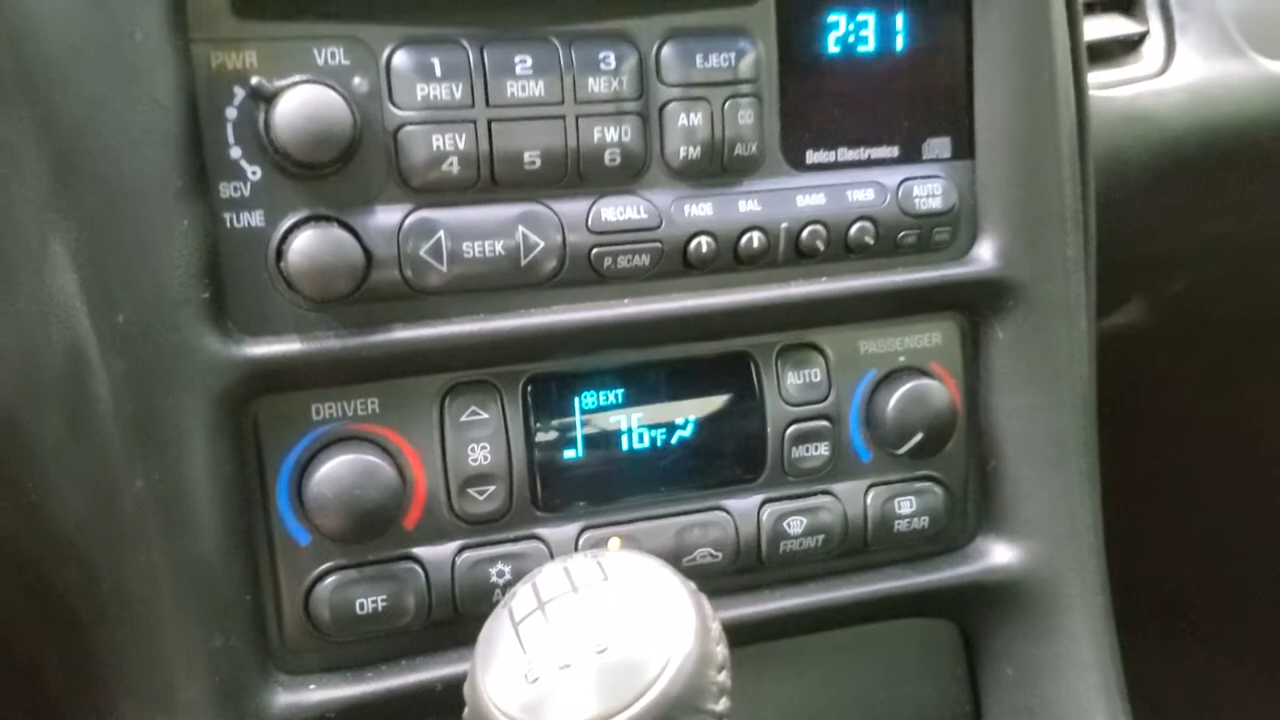 PWR VOL
1 PREV
2 RDM
3 NEXT
EJECT
2:31
REV 4
5
FWD 6
AM FM
CD AUX
Delco Electronics
SCV
TUNE
SEEK
RECALL
P.SCAN
FADE BAL BASS TREB
AUTO TONE
DRIVER
EXT
76°F
AUTO
MODE
PASSENGER
OFF
FRONT
REAR